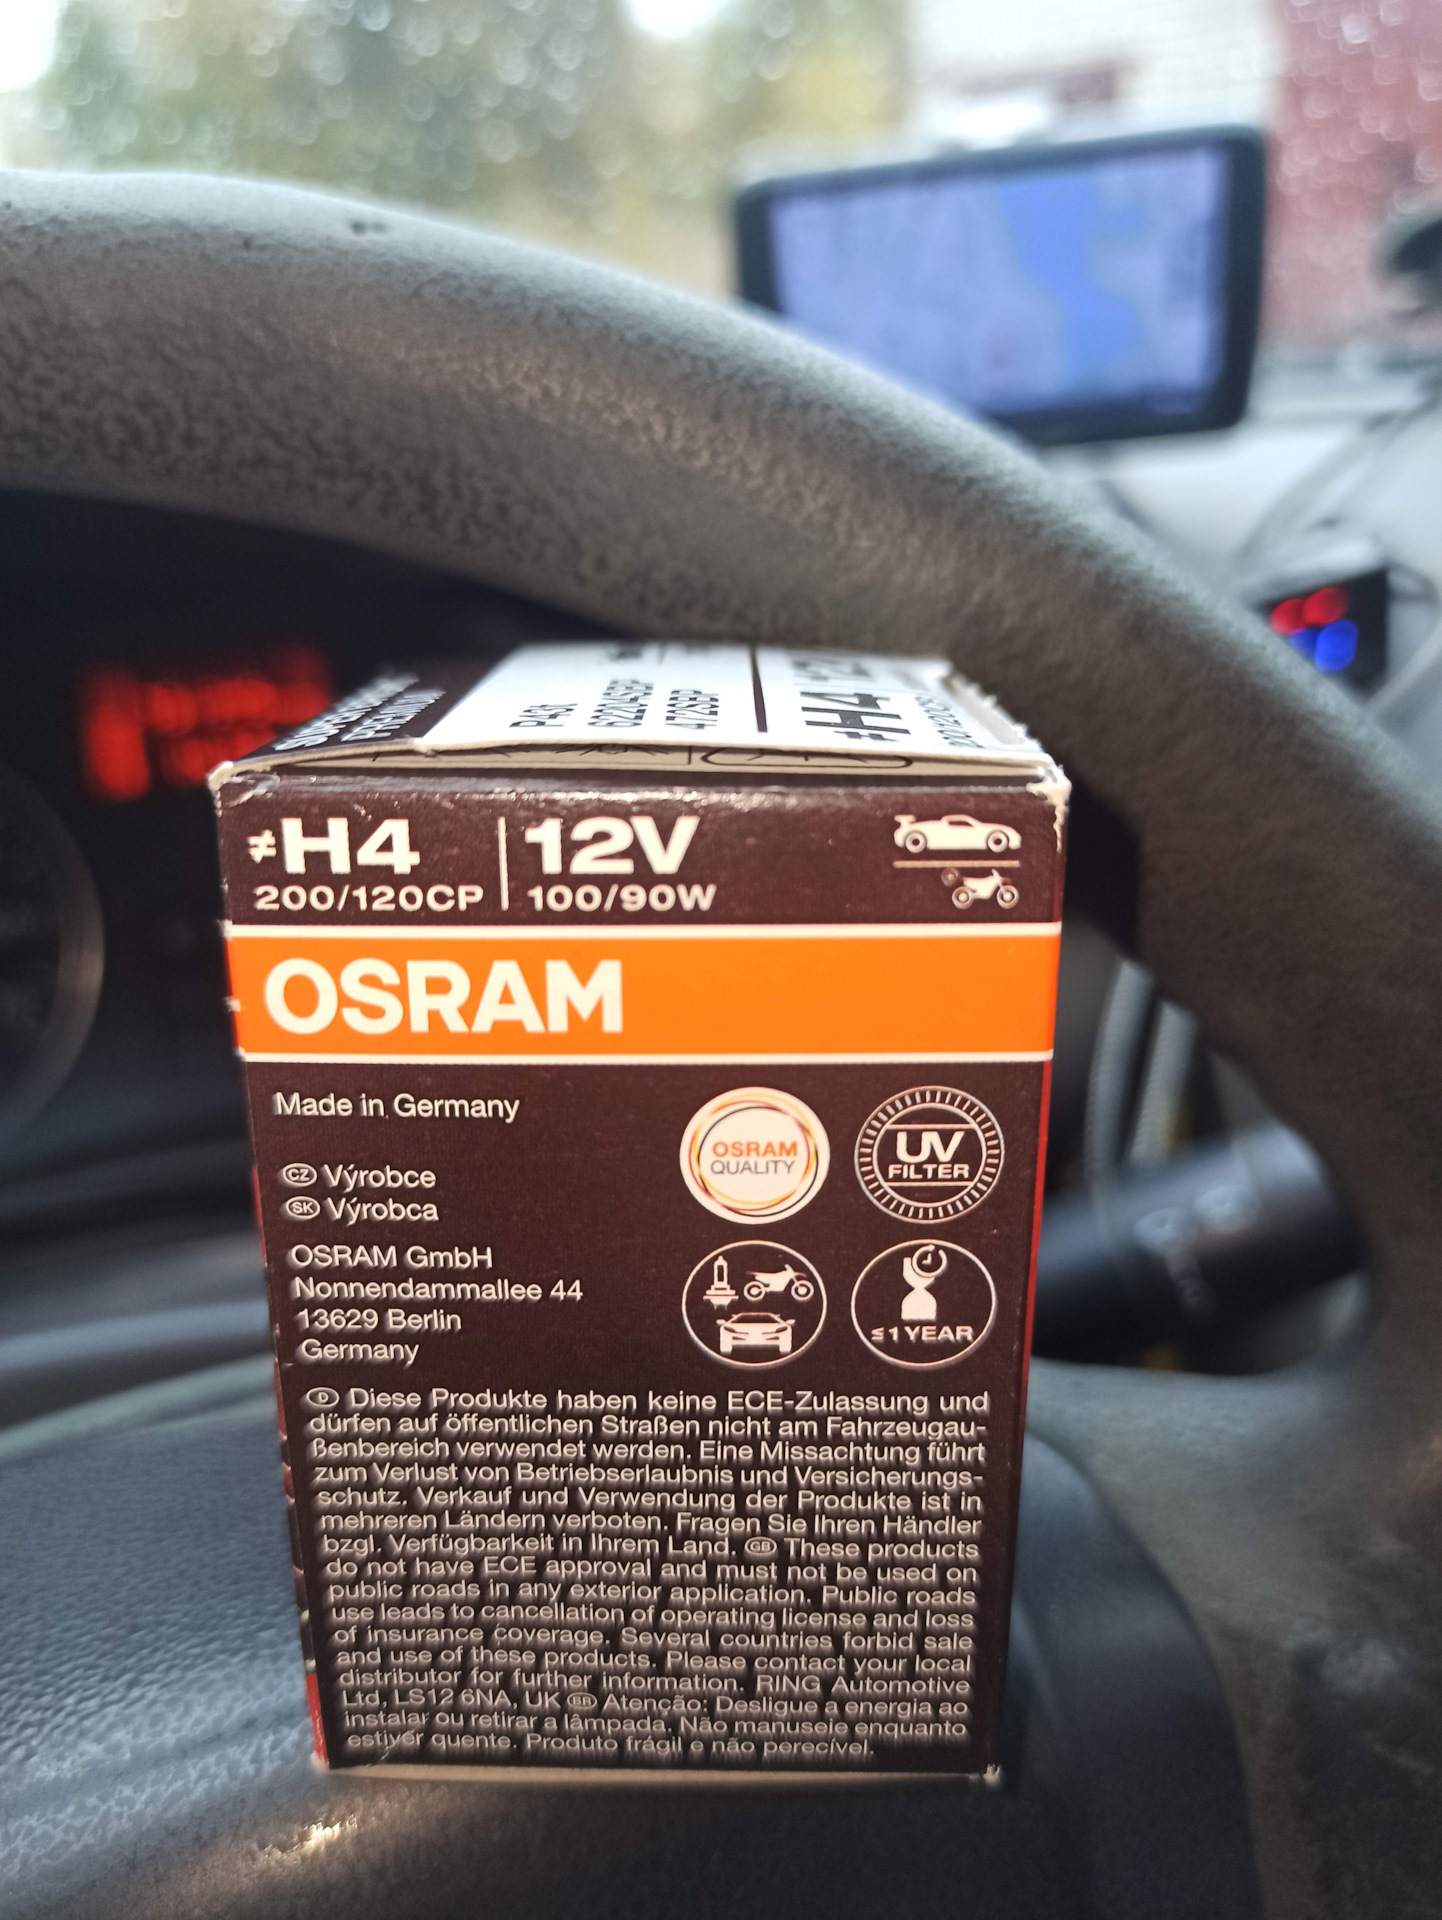 P43t
62204SBP
472SBP
≠H4 12V
≠H4
200/120CP
12V
100/90W
OSRAM
Made in Germany
OSRAM
QUALITY
UV
FILTER
CZ Výrobce
SK Výrobca
OSRAM GmbH
Nonnendammallee 44
13629 Berlin
Germany
≤1 YEAR
D Diese Produkte haben keine ECE-Zulassung und
dürfen auf öffentlichen Straßen nicht am Fahrzeugau-
ßenbereich verwendet werden. Eine Missachtung führt
zum Verlust von Betriebserlaubnis und Versicherungs-
schutz. Verkauf und Verwendung der Produkte ist in
mehreren Ländern verboten. Fragen Sie Ihren Händler
bzgl. Verfügbarkeit in Ihrem Land. GB These products
do not have ECE approval and must not be used on
public roads in any exterior application. Public roads
use leads to cancellation of operating license and loss
of insurance coverage. Several countries forbid sale
and use of these products. Please contact your local
distributor for further information. RING Automotive
Ltd, LS12 6NA, UK BR Atenção: Desligue a energia ao
instalar ou retirar a lâmpada. Não manuseie enquanto
estiver quente. Produto frágil e não perecível.